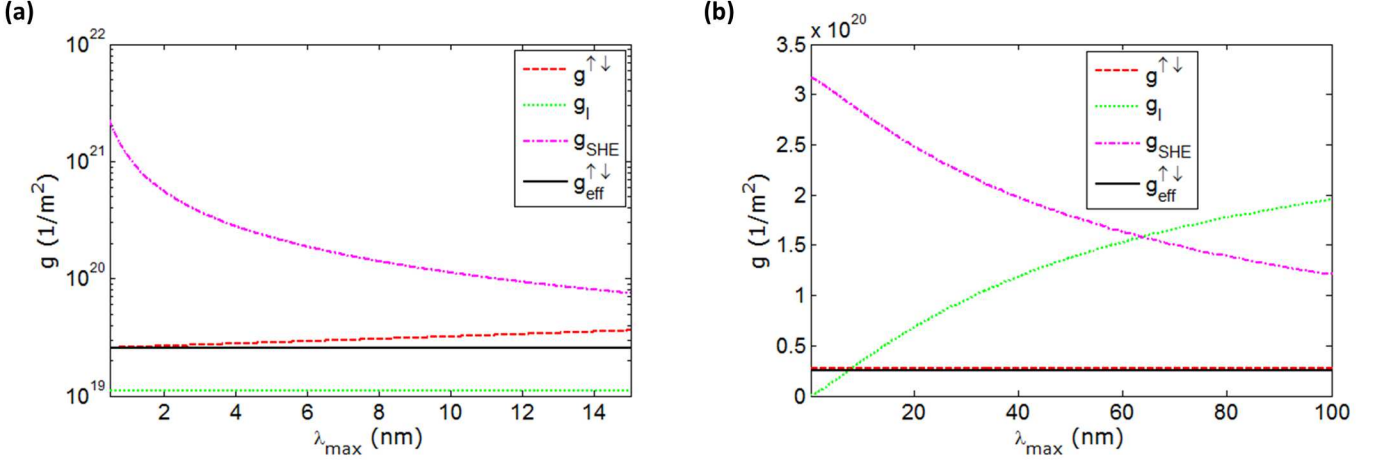 (a)
10^22
10^21
10^20
10^19
g (1/m^2)
2 4 6 8 10 12 14
λ_max (nm)
g^↑↓
g_I
g_SHE
g_eff^↑↓
(b)
x 10^20
3.5
3
2.5
2
1.5
1
0.5
0
g (1/m^2)
20 40 60 80 100
λ_max (nm)
g^↑↓
g_I
g_SHE
g_eff^↑↓